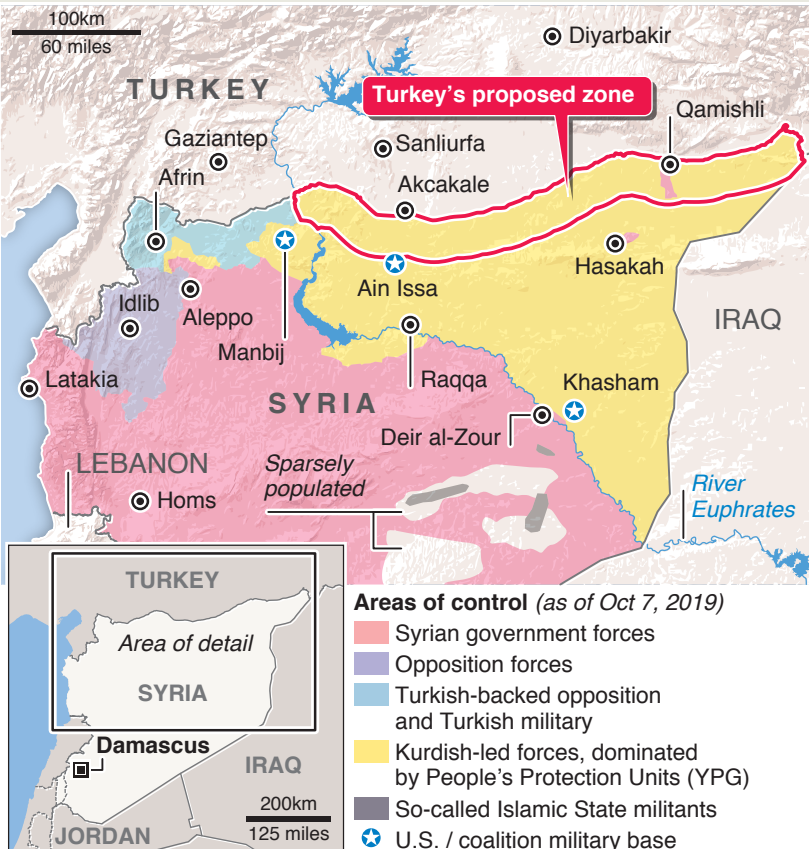 100km
60 miles
Diyarbakir
TURKEY
Turkey's proposed zone
Qamishli
Gaziantep
Sanliurfa
Afrin
Akcakale
Hasakah
Ain Issa
Idlib
Aleppo
IRAQ
Manbij
Latakia
Raqqa
Khasham
SYRIA
Deir al-Zour
LEBANON
Sparsely
populated
River
Euphrates
Homs
TURKEY
Area of detail
SYRIA
Damascus
IRAQ
200km
125 miles
JORDAN
Areas of control (as of Oct 7, 2019)
Syrian government forces
Opposition forces
Turkish-backed opposition
and Turkish military
Kurdish-led forces, dominated
by People's Protection Units (YPG)
So-called Islamic State militants
U.S. / coalition military base